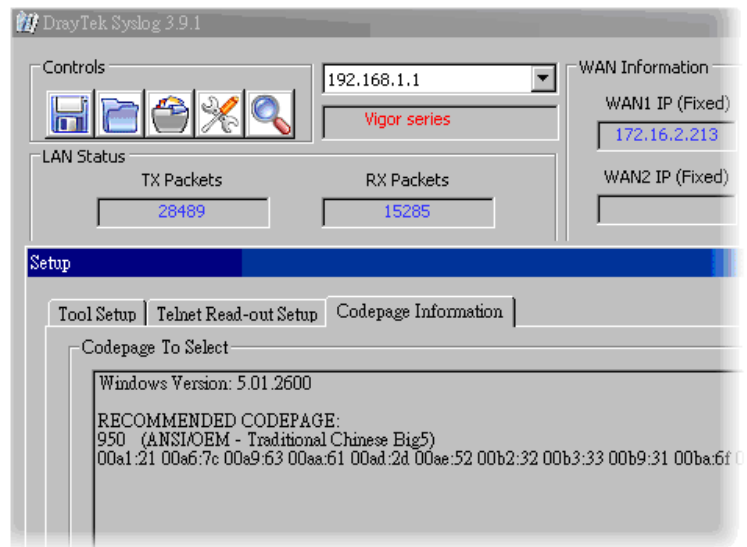 DrayTek Syslog 3.9.1
Controls
192.168.1.1
WAN Information
WAN1 IP (Fixed)
Vigor series
172.16.2.213
LAN Status
TX Packets
RX Packets
WAN2 IP (Fixed)
28489
15285
Setup
Tool Setup
Telnet Read-out Setup
Codepage Information
Codepage To Select
Windows Version: 5.01.2600
RECOMMENDED CODEPAGE:
950 (ANSI/OEM - Traditional Chinese Big5)
00a1:21 00a6:7c 00a9:63 00aa:61 00ad:2d 00ae:52 00b2:32 00b3:33 00b9:31 00ba:6f